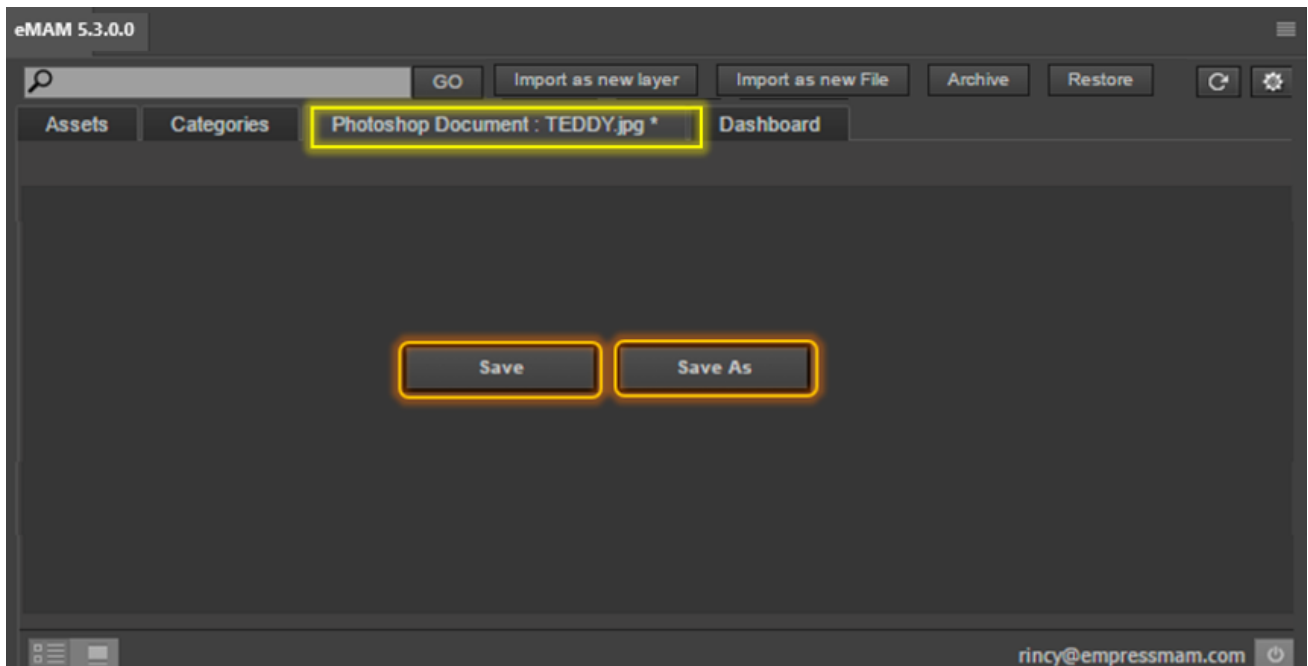 eMAM 5.3.0.0
GO Import as new layer Import as new File Archive Restore
Assets Categories Photoshop Document : TEDDY.jpg * Dashboard
Save Save As
rincy@empressmam.com